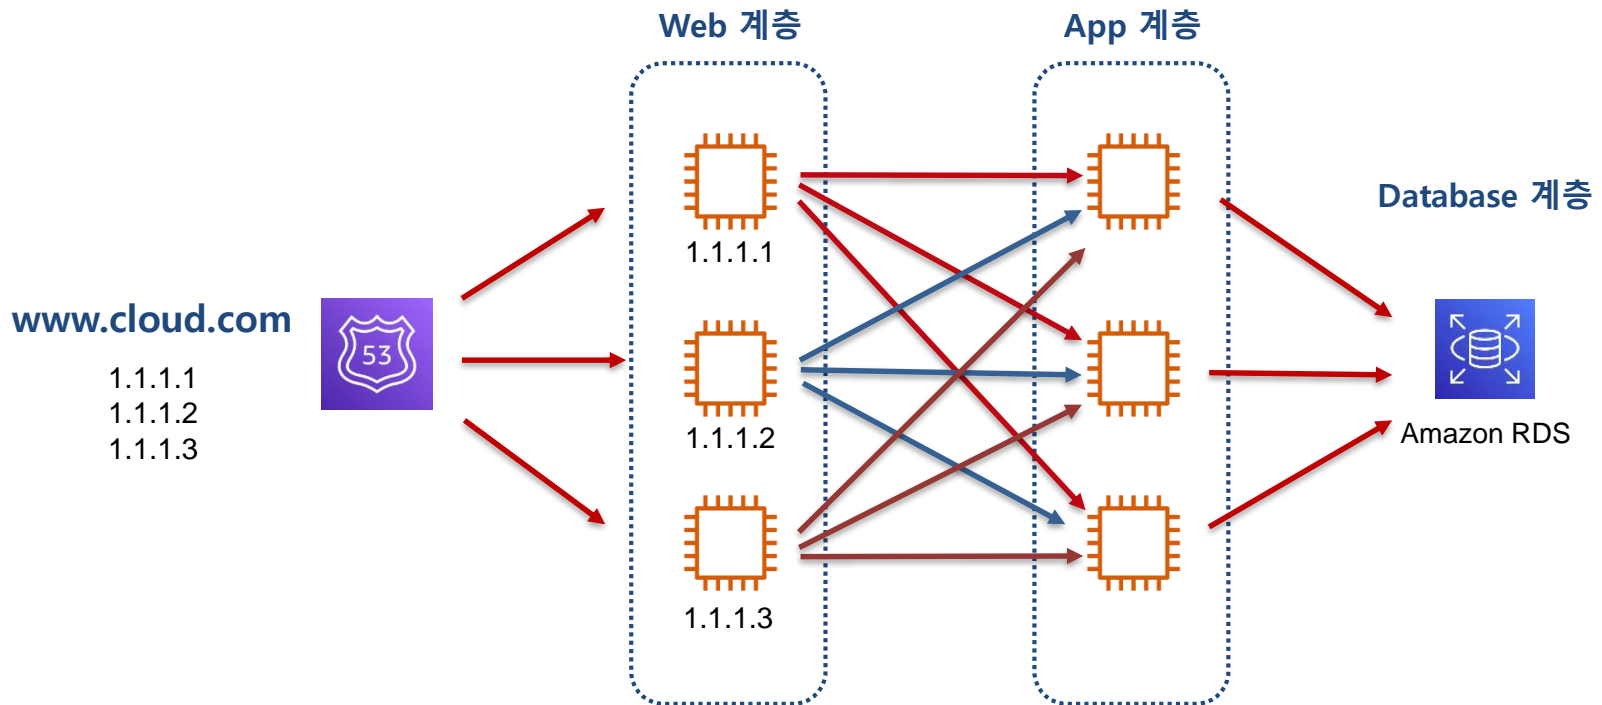 Web 계층
App 계층
Database 계층
www.cloud.com
1.1.1.1
1.1.1.2
1.1.1.3
53
1.1.1.1
1.1.1.2
1.1.1.3
Amazon RDS